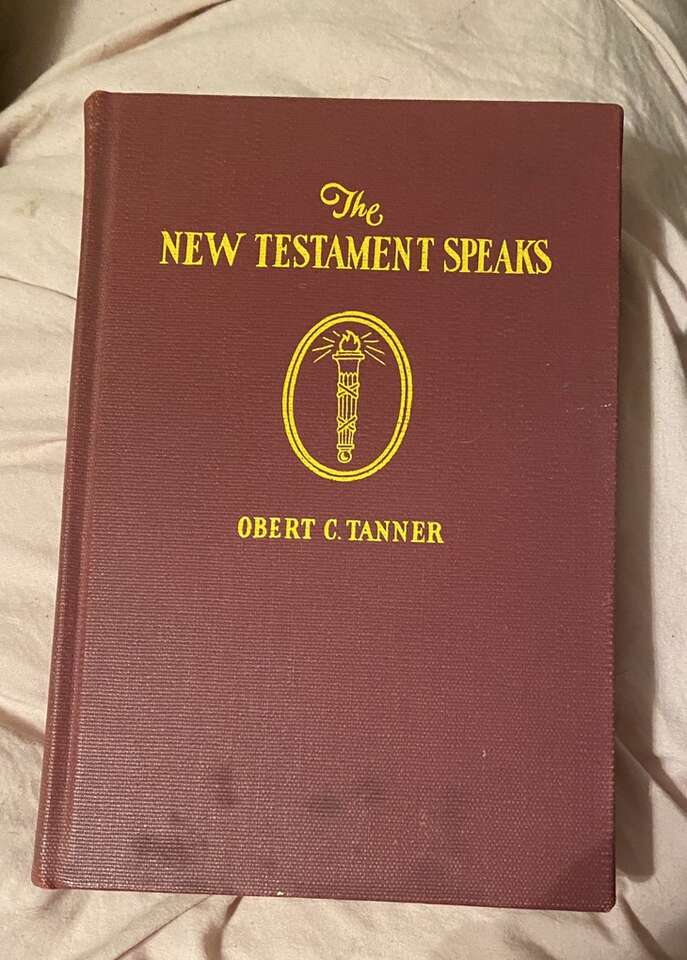 The
NEW TESTAMENT SPEAKS
OBERT C. TANNER